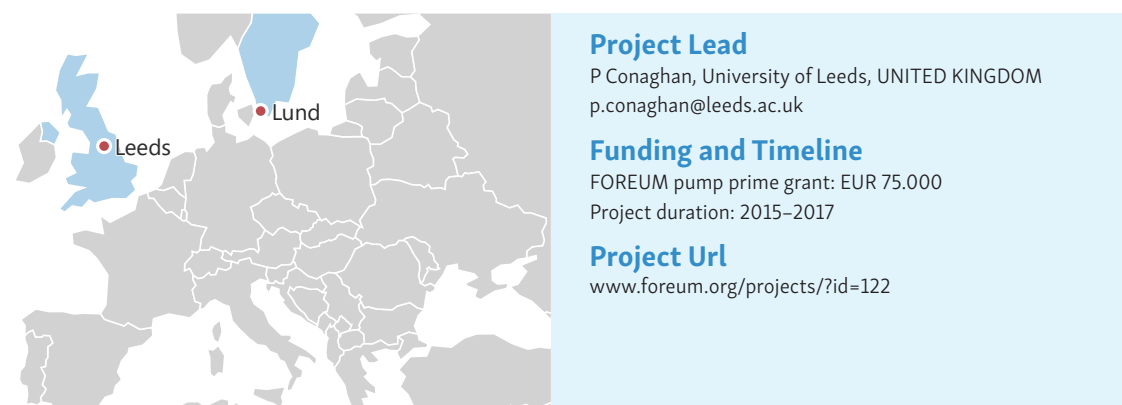 Lund
Leeds
Project Lead
P Conaghan, University of Leeds, UNITED KINGDOM
p.conaghan@leeds.ac.uk
Funding and Timeline
FOREUM pump prime grant: EUR 75.000
Project duration: 2015–2017
Project Url
www.foreum.org/projects/?id=122